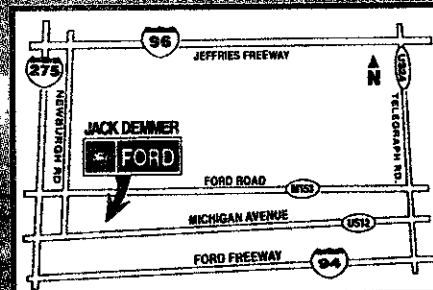 96
JEFFRIES FREEWAY
275
US24
N
NEWBURGH RD
TELEGRAPH RD
JACK DEMMER
FORD
FORD ROAD
M153
MICHIGAN AVENUE
US12
FORD FREEWAY
94